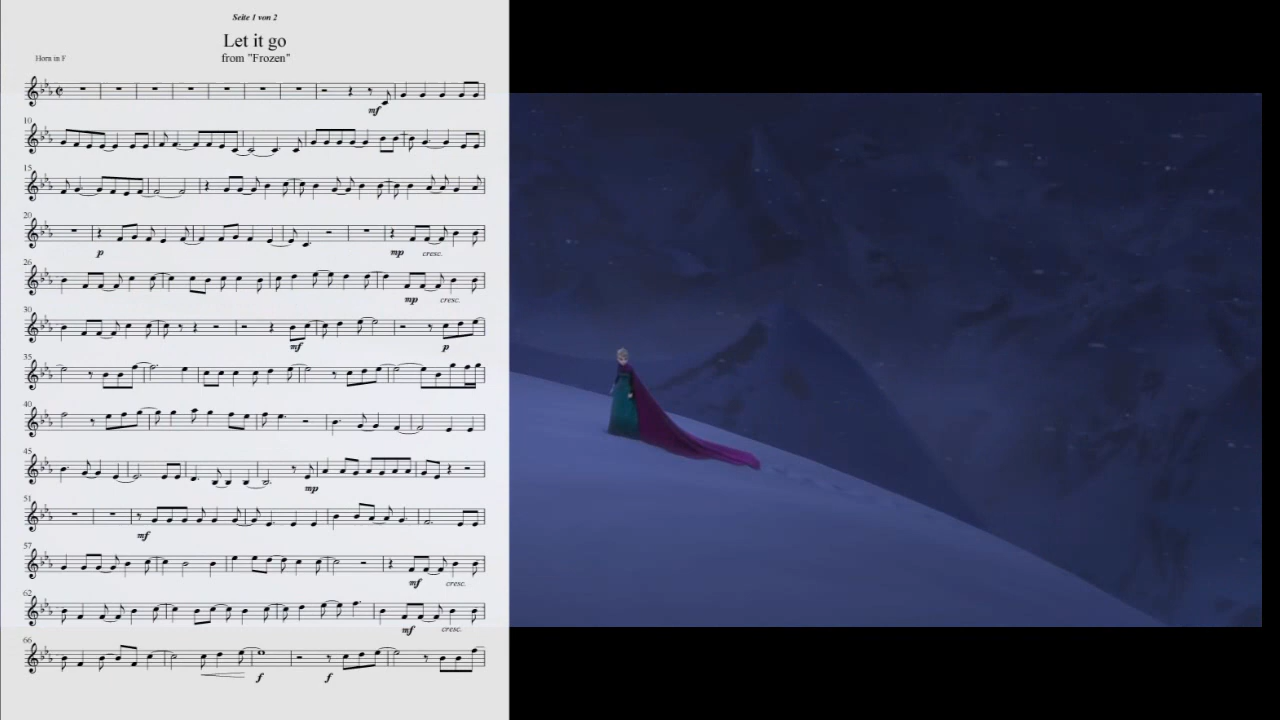 Seite 1 von 2
Let it go
from "Frozen"
Horn in F
mf
10
15
20
p
mp
cresc.
26
mp
cresc.
30
mf
p
35
40
45
mp
51
mf
57
mf
cresc.
62
mf
cresc.
66
f
f